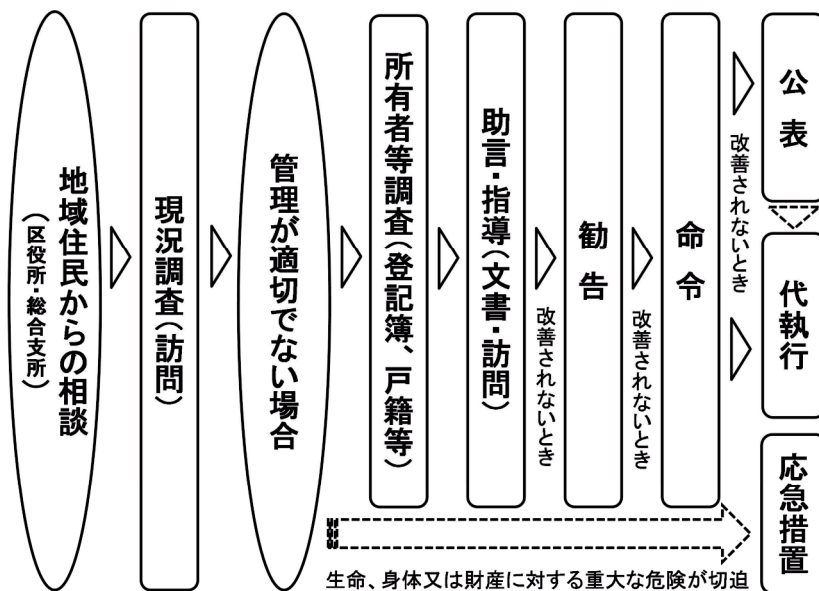 地域住民からの相談
(区役所・総合支所)
現況調査(訪問)
管理が適切でない場合
所有者等調査(登記簿、戸籍等)
助言・指導(文書・訪問)
改善されないとき
勧告
改善されないとき
命令
改善されないとき
公表
代執行
応急措置
生命、身体又は財産に対する重大な危険が切迫